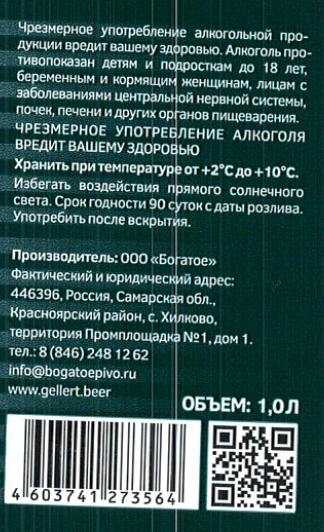 Чрезмерное употребление алкогольной про-
дукции вредит вашему здоровью. Алкоголь про-
тивопоказан детям и подросткам до 18 лет,
беременным и кормящим женщинам, лицам с
заболеваниями центральной нервной системы,
почек, печени и других органов пищеварения.
ЧРЕЗМЕРНОЕ УПОТРЕБЛЕНИЕ АЛКОГОЛЯ
ВРЕДИТ ВАШЕМУ ЗДОРОВЬЮ
Хранить при температуре от +2°С до +10°С.
Избегать воздействия прямого солнечного
света. Срок годности 90 суток с даты розлива.
Употребить после вскрытия.
Производитель: ООО «Богатое»
Фактический и юридический адрес:
446396, Россия, Самарская обл.,
Красноярский район, с. Хилково,
территория Промплощадка №1, дом 1.
тел.: 8 (846) 248 12 62
info@bogatoepivo.ru
www.gellert.beer
ОБЪЕМ: 1,0 Л
4 603741 273564